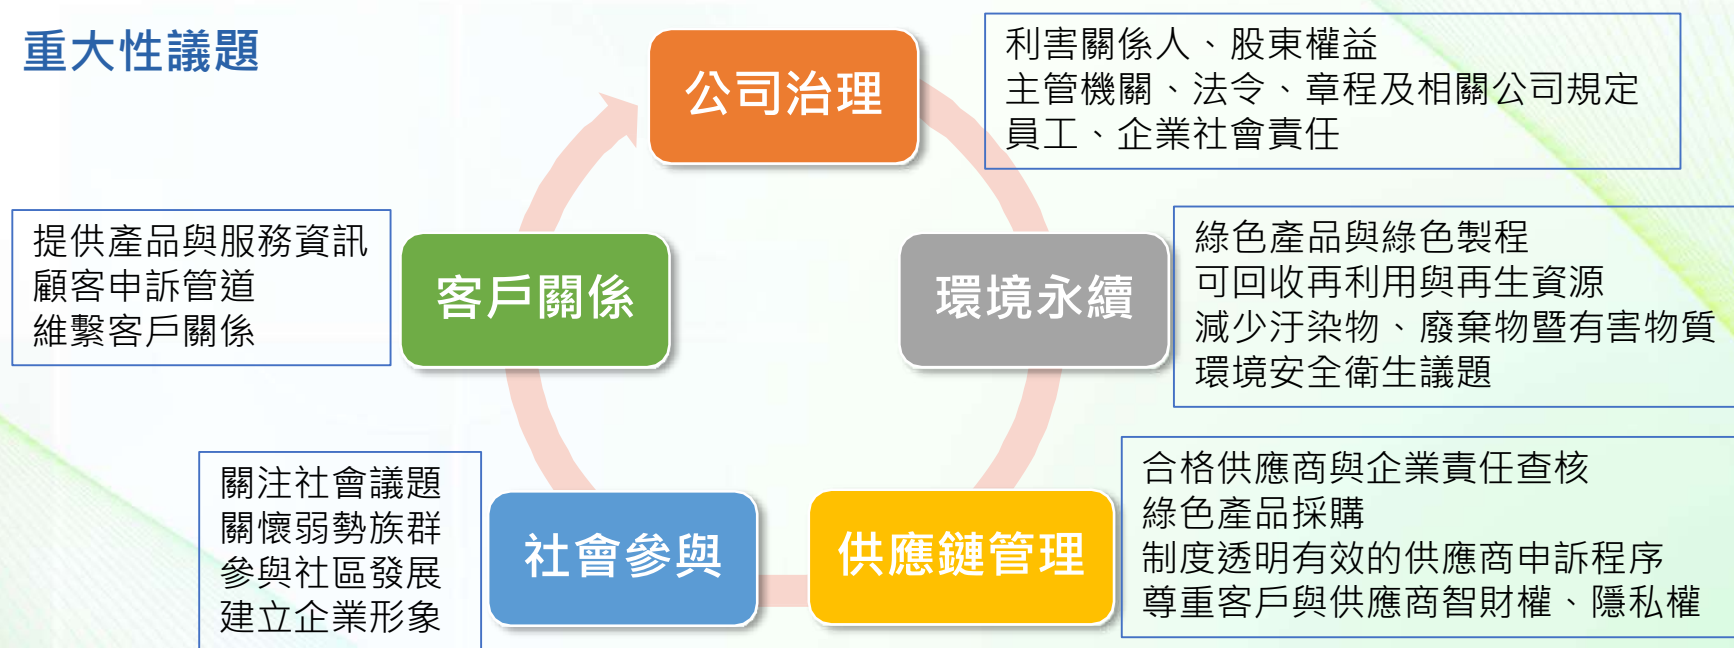 重大性議題
公司治理
利害關係人、股東權益
主管機關、法令、章程及相關公司規定
員工、企業社會責任
環境永續
綠色產品與綠色製程
可回收再利用與再生資源
減少汙染物、廢棄物暨有害物質
環境安全衛生議題
供應鏈管理
合格供應商與企業責任查核
綠色產品採購
制度透明有效的供應商申訴程序
尊重客戶與供應商智財權、隱私權
社會參與
關注社會議題
關懷弱勢族群
參與社區發展
建立企業形象
客戶關係
提供產品與服務資訊
顧客申訴管道
維繫客戶關係